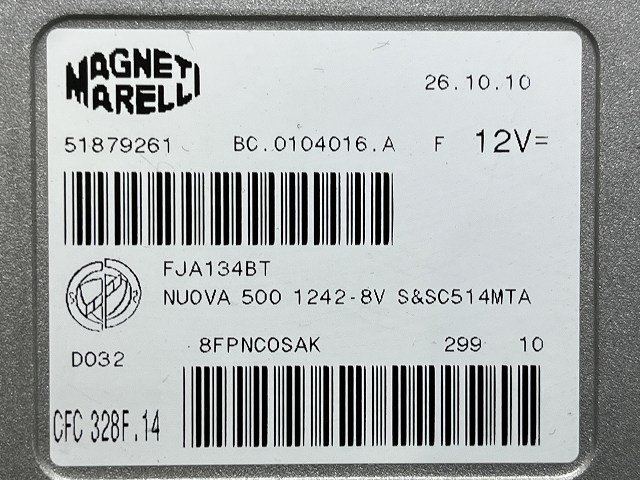 MAGNETI
MARELLI
26.10.10
51879261 BC.0104016.A F 12V=
FJA134BT
NUOVA 500 1242-8V S&SC514MTA
D032 8FPNC0SAK 299 10
CFC 328F.14